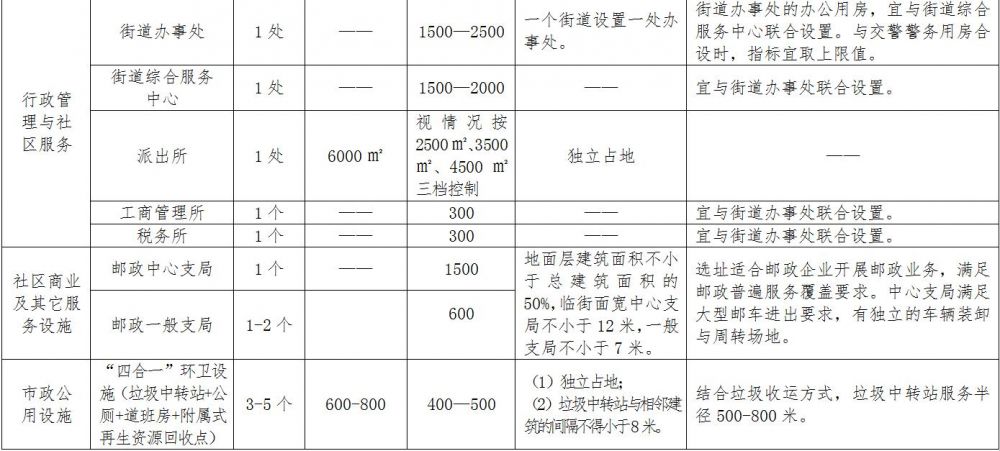 行政管
理与社
区服务
街道办事处
1处
——
1500—2500
一个街道设置一处办
事处。
街道办事处的办公用房，宜与街道综合
服务中心联合设置。与交警警务用房合
设时，指标宜取上限值。
街道综合服务
中心
1处
——
1500—2000
——
宜与街道办事处联合设置。
派出所
1处
6000㎡
视情况按
2500㎡、3500
㎡、4500㎡
三档控制
独立占地
——
工商管理所
1个
——
300
——
宜与街道办事处联合设置。
税务所
1个
——
300
——
宜与街道办事处联合设置。
社区商业
及其它服
务设施
邮政中心支局
1个
——
1500
地面层建筑面积不小
于总建筑面积的
50%，临街面宽中心支
局不小于12米，一般
支局不小于7米。
选址适合邮政企业开展邮政业务，满足
邮政普遍服务覆盖要求。中心支局满足
大型邮车进出要求，有独立的车辆装卸
与周转场地。
邮政一般支局
1-2个
——
600
市政公
用设施
“四合一”环卫设
施（垃圾中转站+公
厕+道班房+附属式
再生资源回收点）
3-5个
600-800
400—500
（1）独立占地；
（2）垃圾中转站与相邻建
筑的间隔不得小于8米。
结合垃圾收运方式，垃圾中转站服务半
径500-800米。